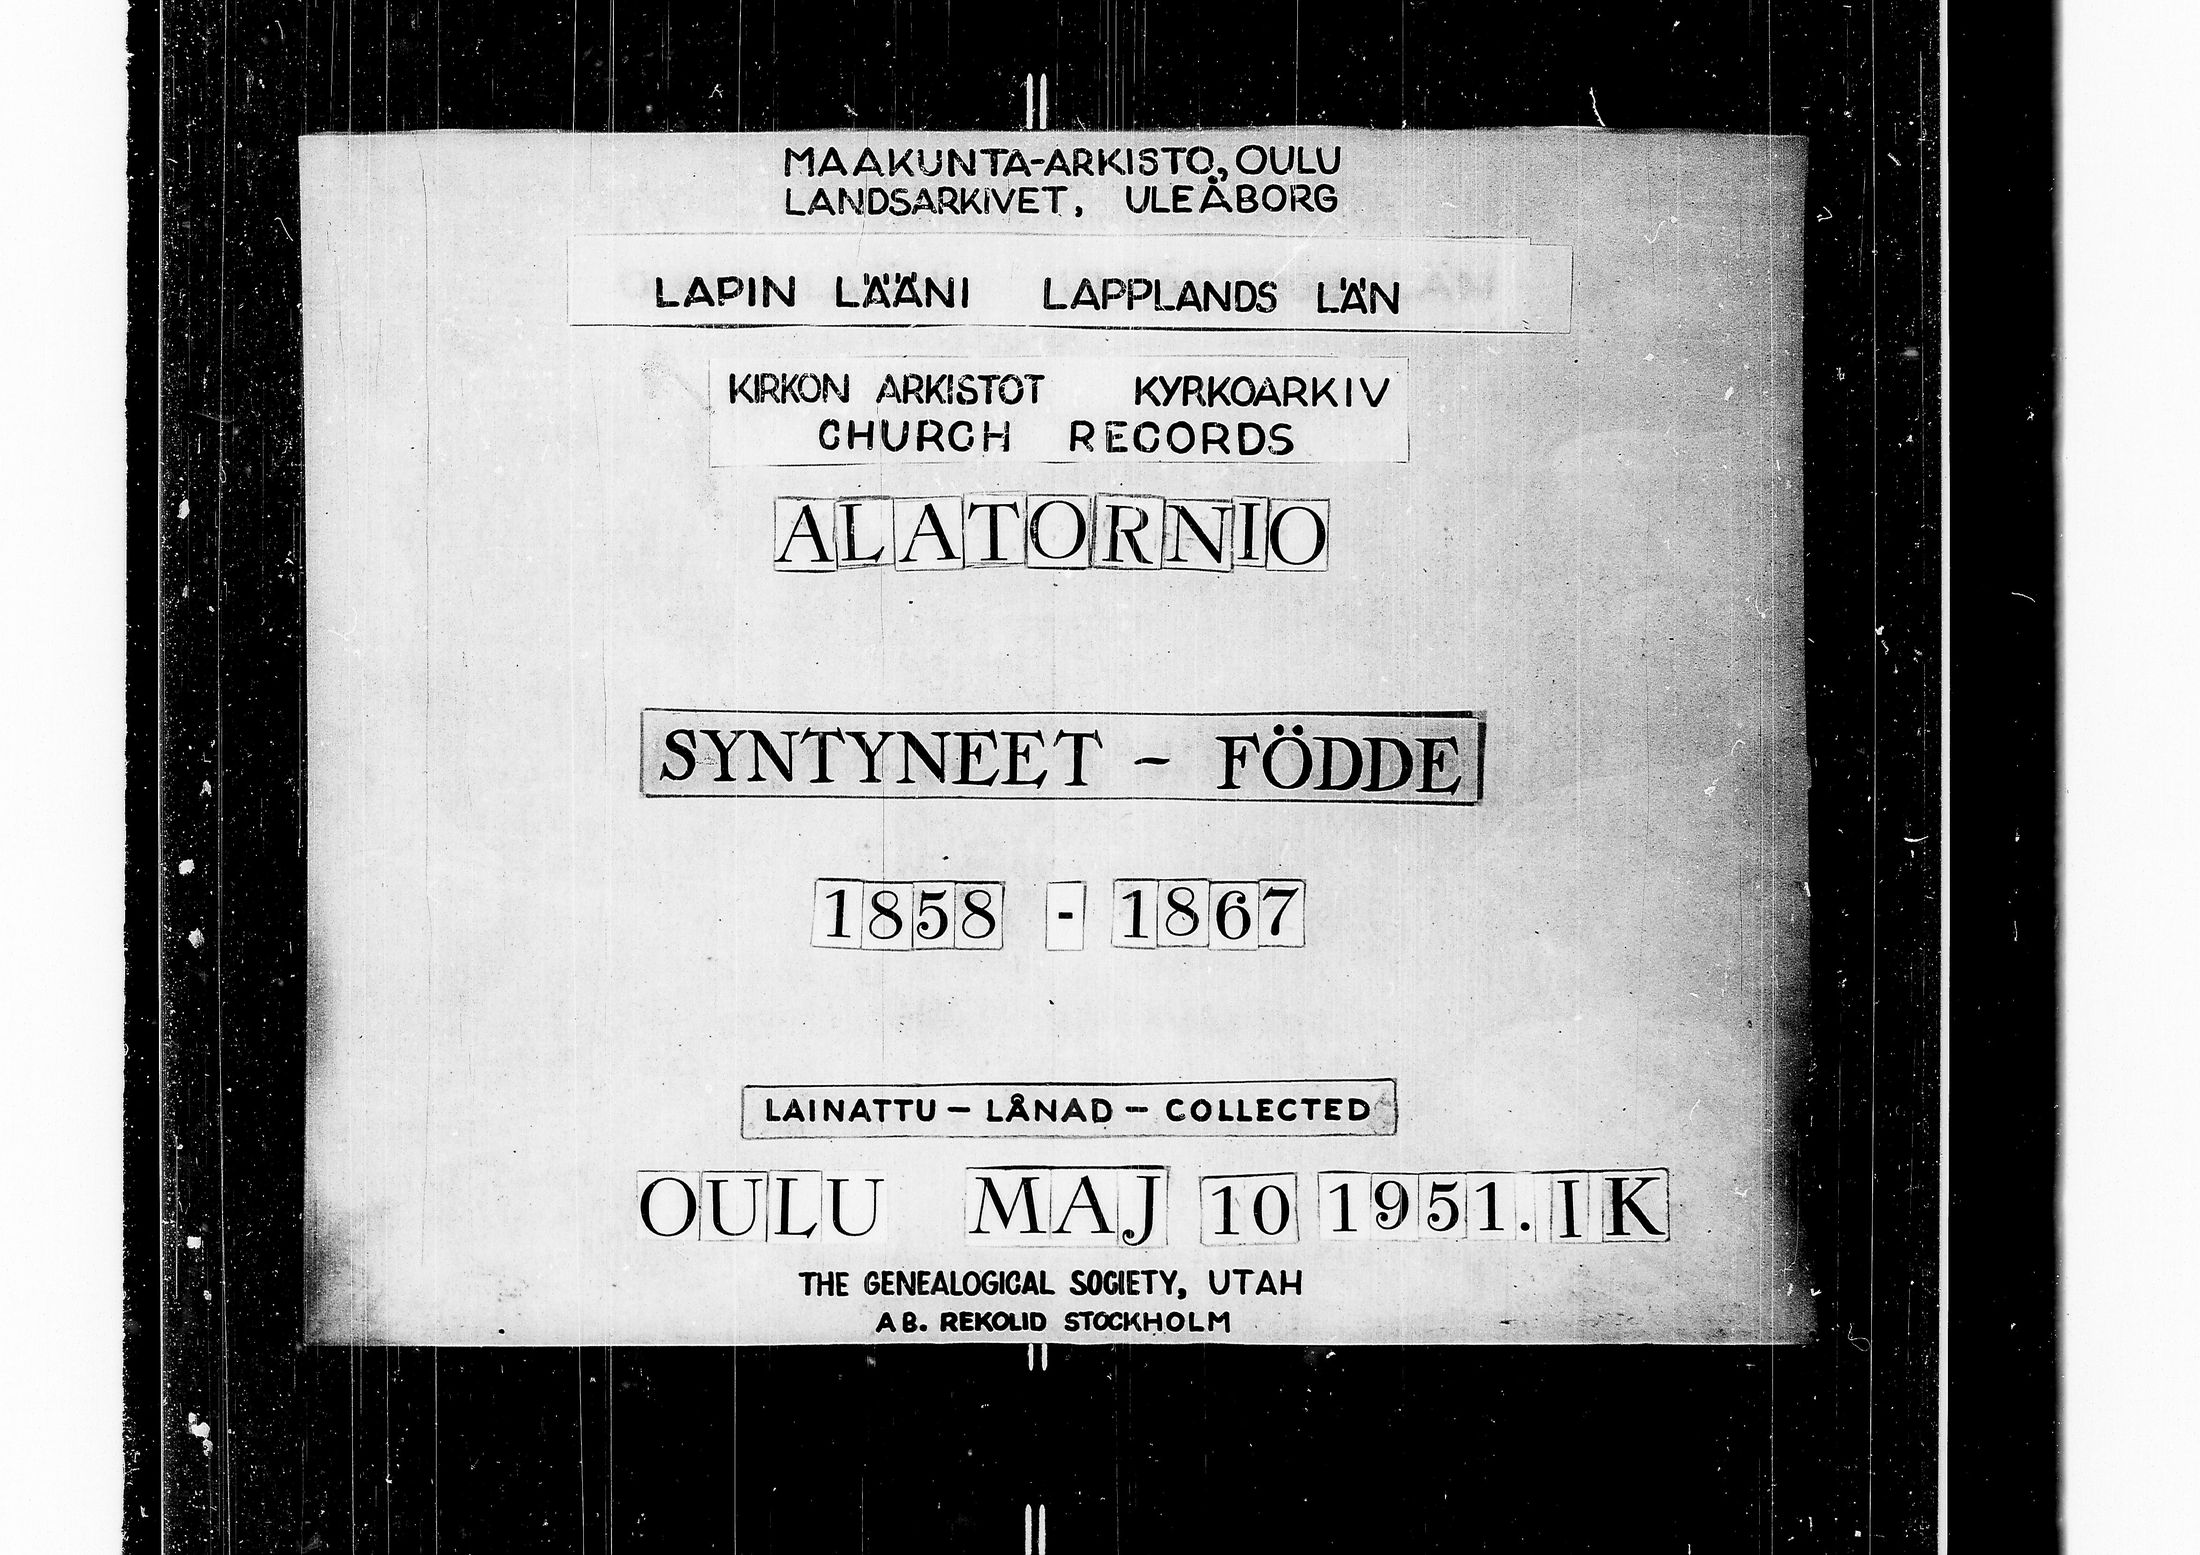 MAAKUNTA-ARKISTO, OULU
LANDSARKIVET, ULEÅBORG
LAPIN LÄÄNI LAPPLANDS LÄN
KIRKON ARKISTOT KYRKOARKIV
CHURCH RECORDS
ALATORNIO
SYNTYNEET - FÖDDE
1858 - 1867
LAINATTU - LÅNAD - COLLECTED
OULU MAJ 10 1951. IK
THE GENEALOGICAL SOCIETY, UTAH
AB. REKOLID STOCKHOLM